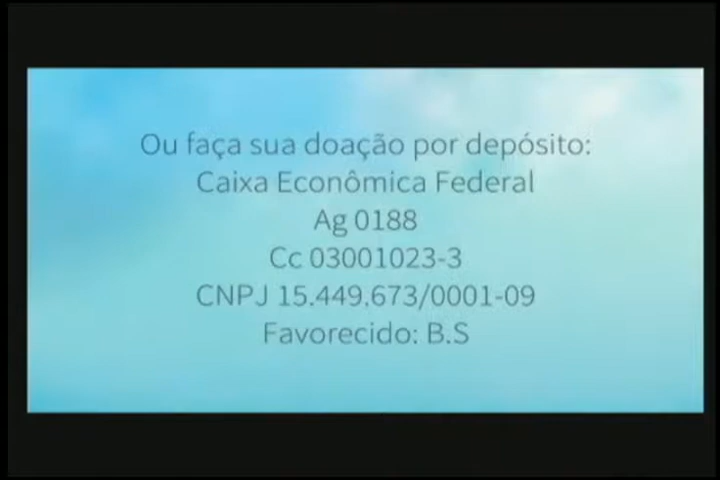 Ou faça sua doação por depósito:
Caixa Econômica Federal
Ag 0188
Cc 03001023-3
CNPJ 15.449.673/0001-09
Favorecido: B.S